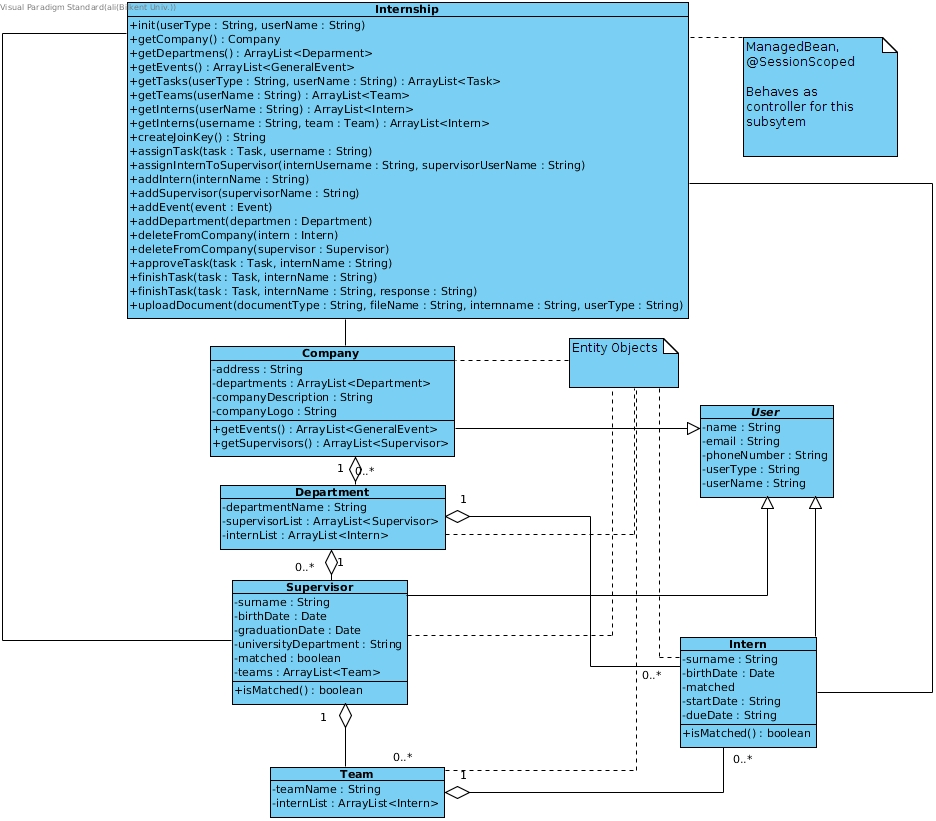 Visual Paradigm Standard(ali(Bilkent Univ.))
Internship
+init(userType : String, userName : String)
+getCompany() : Company
+getDepartmens() : ArrayList<Deparment>
+getEvents() : ArrayList<GeneralEvent>
+getTasks(userType : String, userName : String) : ArrayList<Task>
+getTeams(userName : String) : ArrayList<Team>
+getInterns(userName : String) : ArrayList<Intern>
+getInterns(username : String, team : Team) : ArrayList<Intern>
+createJoinKey() : String
+assignTask(task : Task, username : String)
+assignInternToSupervisor(internUsername : String, supervisorUserName : String)
+addIntern(internName : String)
+addSupervisor(supervisorName : String)
+addEvent(event : Event)
+addDepartment(departmen : Department)
+deleteFromCompany(intern : Intern)
+deleteFromCompany(supervisor : Supervisor)
+approveTask(task : Task, internName : String)
+finishTask(task : Task, internName : String)
+finishTask(task : Task, internName : String, response : String)
+uploadDocument(documentType : String, fileName : String, internname : String, userType : String)
ManagedBean,
@SessionScoped
Behaves as
controller for this
subsytem
Company
-address : String
-departments : ArrayList<Department>
-companyDescription : String
-companyLogo : String
+getEvents() : ArrayList<GeneralEvent>
+getSupervisors() : ArrayList<Supervisor>
Entity Objects
User
-name : String
-email : String
-phoneNumber : String
-userType : String
-userName : String
1
0..*
Department
-departmentName : String
-supervisorList : ArrayList<Supervisor>
-internList : ArrayList<Intern>
1
0..*
1
Supervisor
-surname : String
-birthDate : Date
-graduationDate : Date
-universityDepartment : String
-matched : boolean
-teams : ArrayList<Team>
+isMatched() : boolean
0..*
Intern
-surname : String
-birthDate : Date
-matched
-startDate : String
-dueDate : String
+isMatched() : boolean
1
0..*
0..*
Team
-teamName : String
-internList : ArrayList<Intern>
1